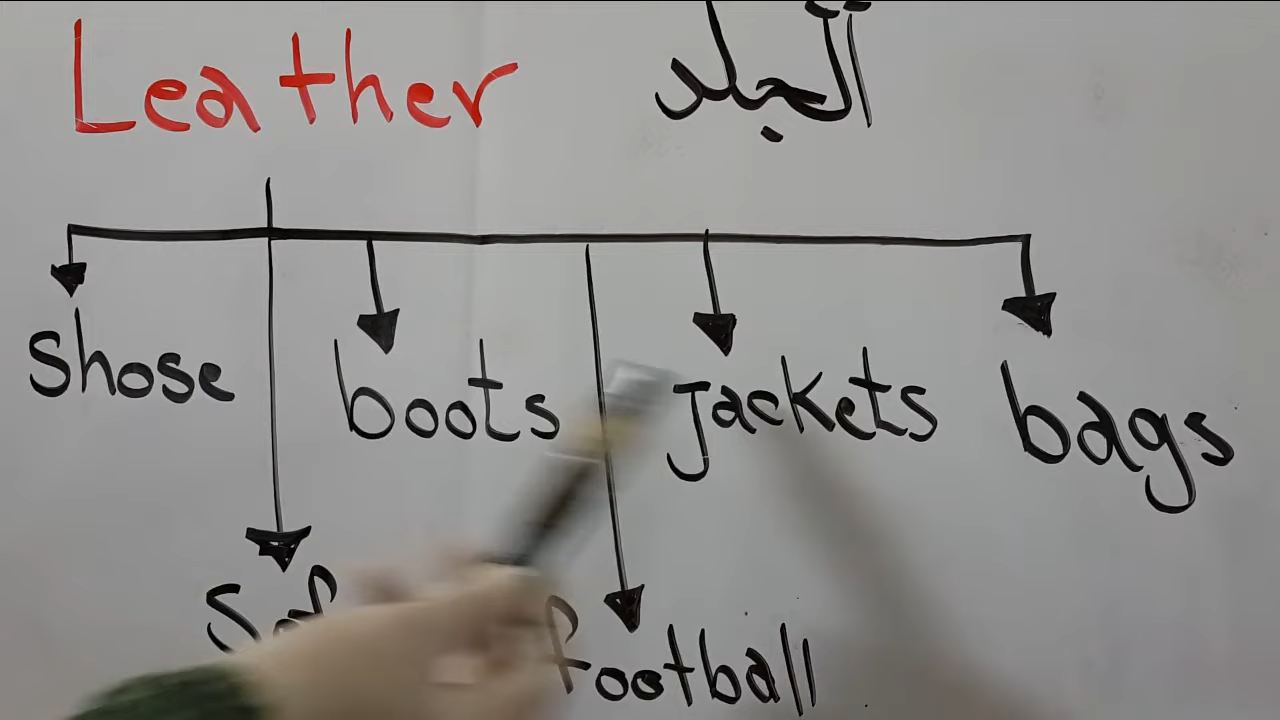 Leather الجلد
shose boots jackets bags
football